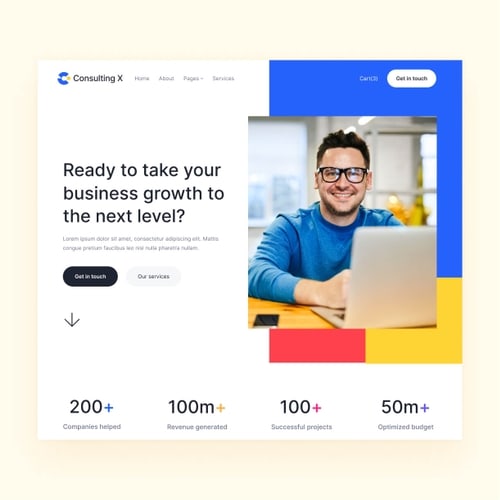 Consulting X
Home About Pages Services
Cart(0) Get in touch
Ready to take your
business growth to
the next level?
Lorem ipsum dolor sit amet, consectetur adipiscing elit. Mattis
congue pretium faucibus leo nisl nulla pharetra nullam.
Get in touch Our services
200+ 100m+ 100+ 50m+
Companies helped Revenue generated Successful projects Optimized budget